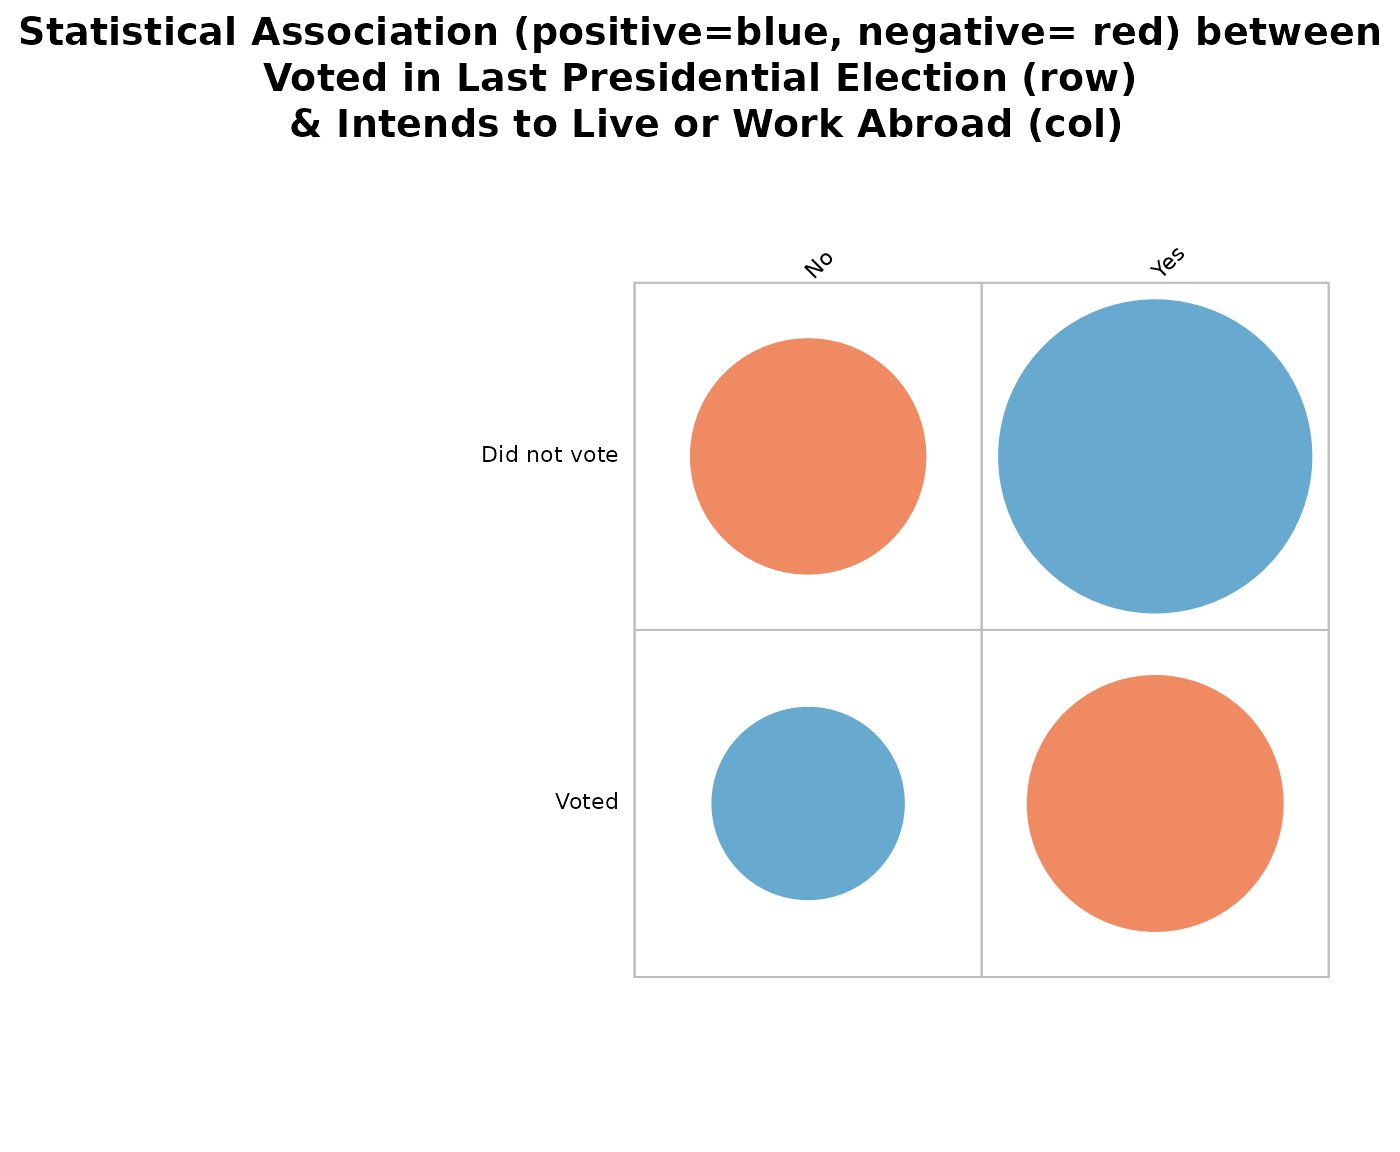 Statistical Association (positive=blue, negative= red) between
Voted in Last Presidential Election (row)
& Intends to Live or Work Abroad (col)
No
Yes
Did not vote
Voted